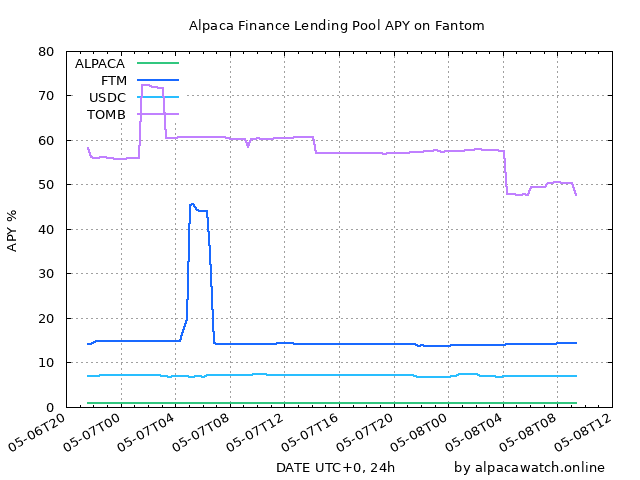 Alpaca Finance Lending Pool APY on Fantom
80
70
60
50
40
30
20
10
0
APY %
ALPACA
FTM
USDC
TOMB
05-06T20
05-07T00
05-07T04
05-07T08
05-07T12
05-07T16
05-07T20
05-08T00
05-08T04
05-08T08
05-08T12
DATE UTC+0, 24h
by alpacawatch.online